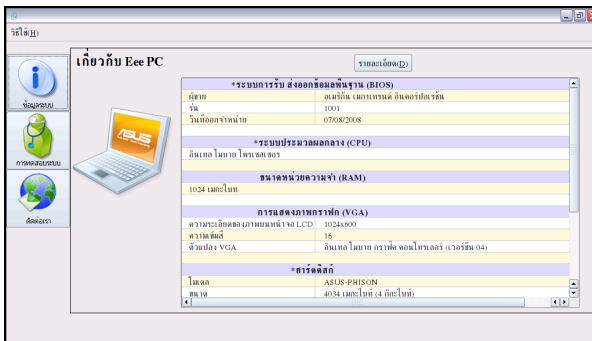 วิธีใช้(H)
เกี่ยวกับ Eee PC
รายละเอียด(D)
ข้อมูลระบบ
การทดสอบระบบ
ติดต่อเรา
ASUS
*ระบบการรับ ส่งออกข้อมูลพื้นฐาน (BIOS)
ผู้ขาย อเมริกัน เมกาเทรนด์ อินคอร์ปอเรชัน
รุ่น 1001
วันที่ออกจำหน่าย 07/08/2008
*ระบบประมวลผลกลาง (CPU)
อินเทล โมบาย โพรเซสเซอร์
ขนาดหน่วยความจำ (RAM)
1024 เมกะไบท
การแสดงภาพกราฟิก (VGA)
ความระเอียดของภาพบนหน้าจอ LCD 1024x600
ความเข้มสี 16
ตัวแปลง VGA อินเทล โมบาย กราฟิค คอนโทรเลอร์ (เวอร์ชัน 04)
*ฮาร์ดดิสก์
โมเดล ASUS-PHISON
ขนาด 4034 เมกะไบท์ (4 กิกะไบท์)